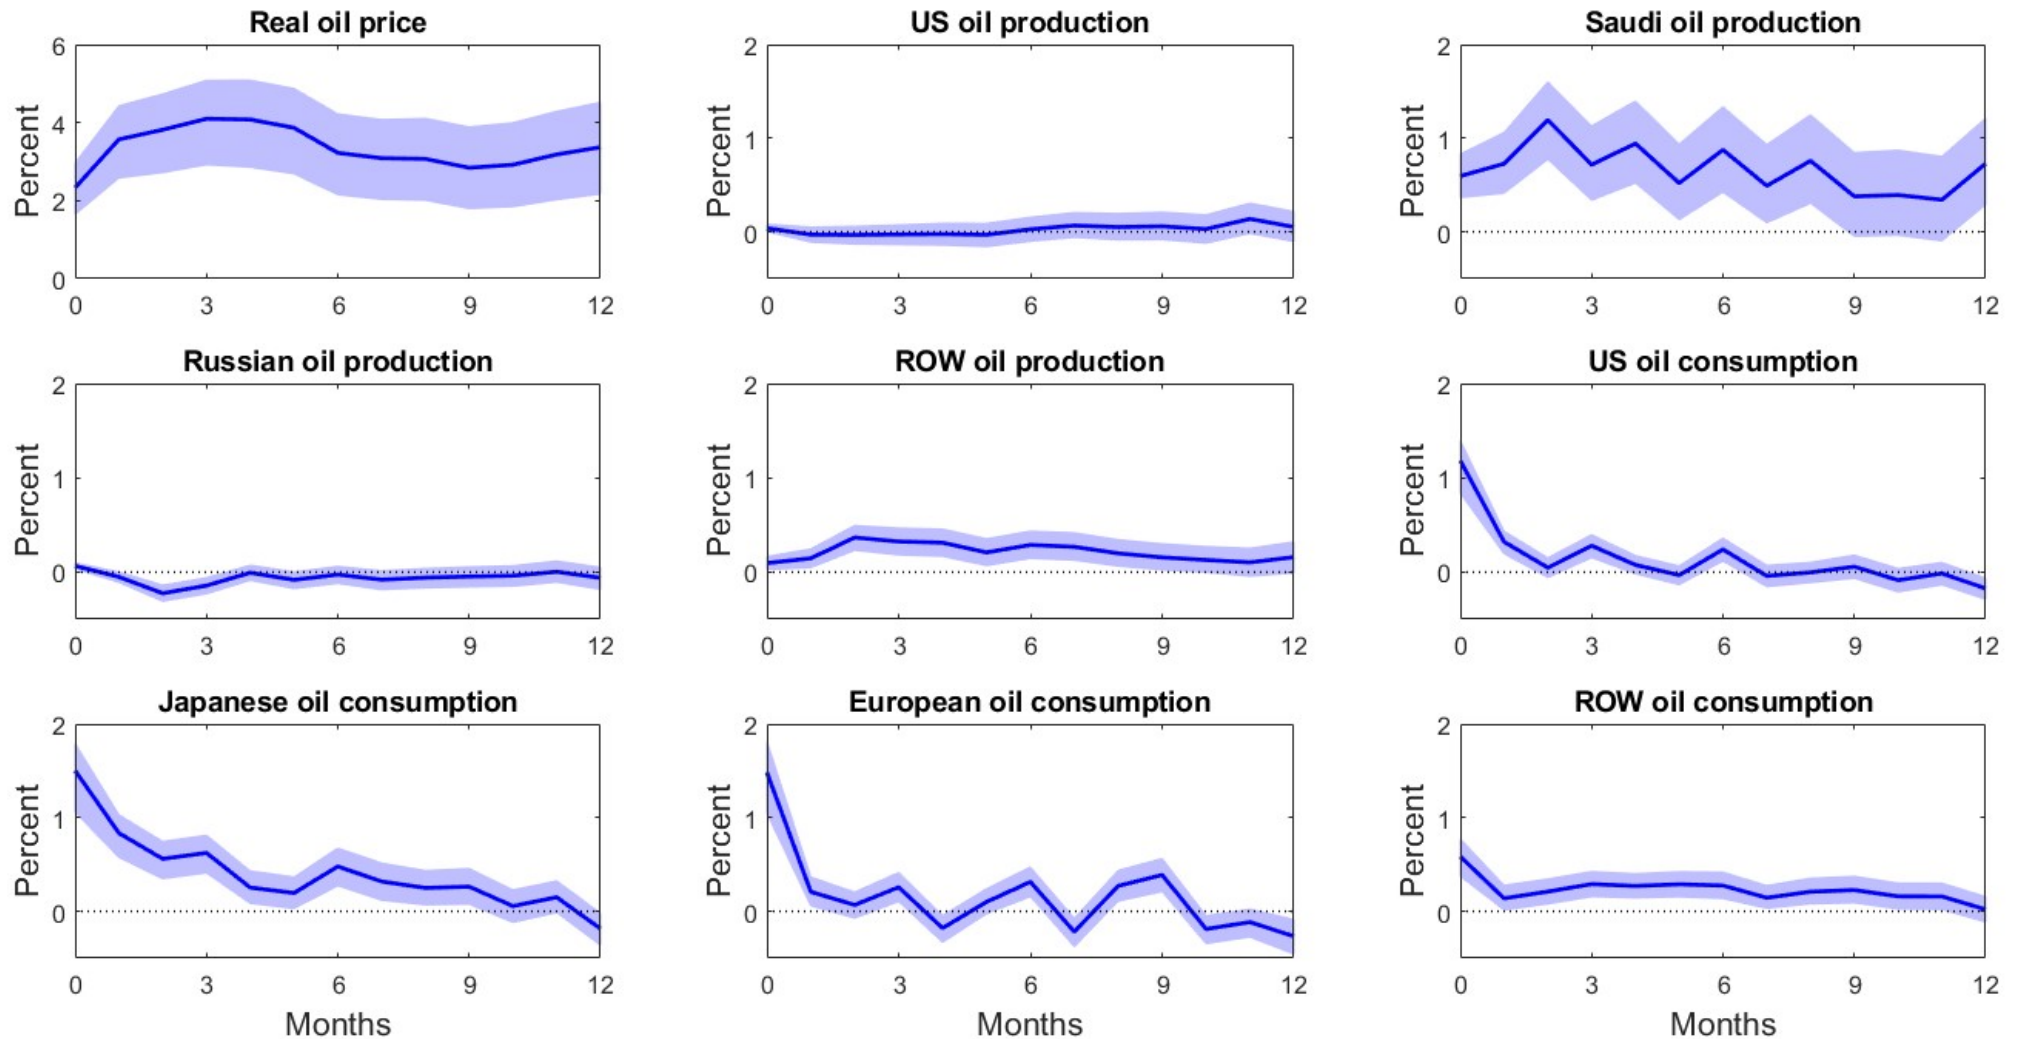 Real oil price
US oil production
Saudi oil production
6
4
2
0
Percent
0 3 6 9 12
2
1
0
Percent
0 3 6 9 12
2
1
0
Percent
0 3 6 9 12
Russian oil production
ROW oil production
US oil consumption
2
1
0
Percent
0 3 6 9 12
2
1
0
Percent
0 3 6 9 12
2
1
0
Percent
0 3 6 9 12
Japanese oil consumption
European oil consumption
ROW oil consumption
2
1
0
Percent
0 3 6 9 12
Months
2
1
0
Percent
0 3 6 9 12
Months
2
1
0
Percent
0 3 6 9 12
Months